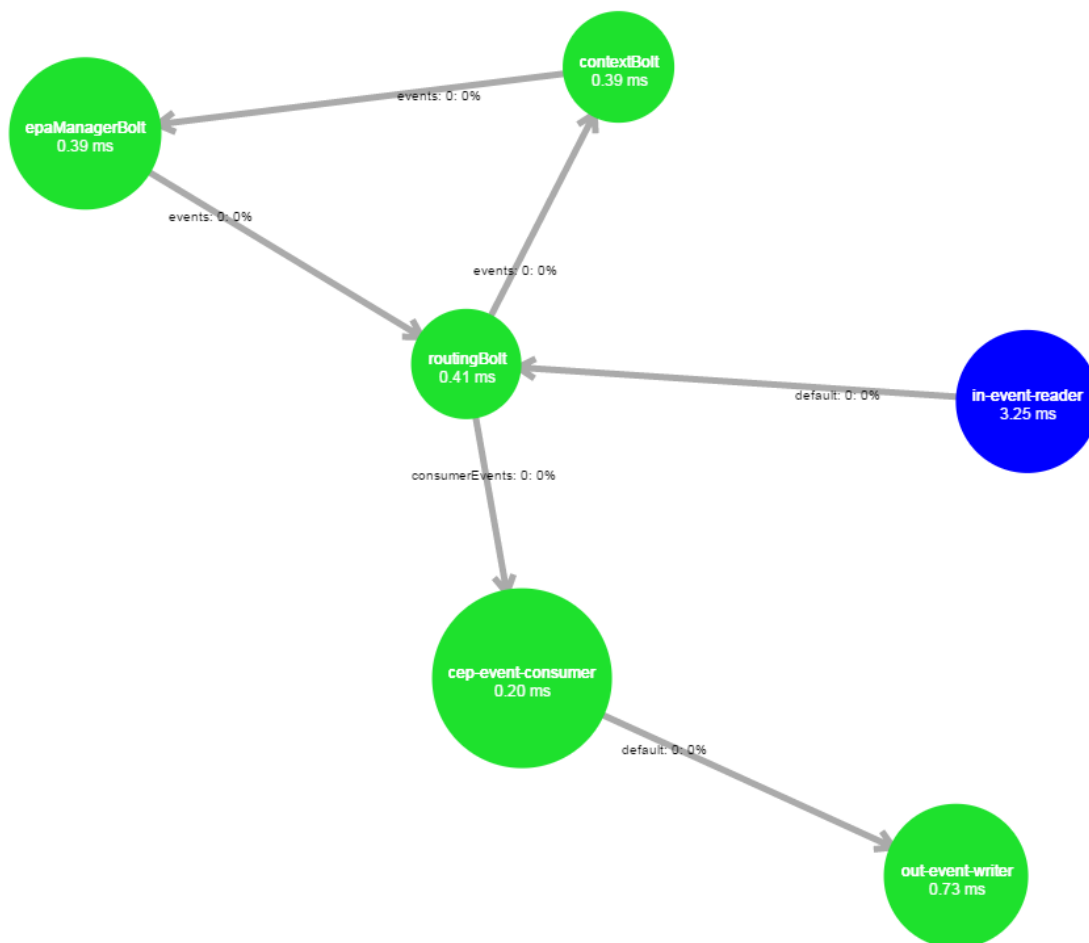 contextBolt
0.39 ms
events: 0: 0%
epaManagerBolt
0.39 ms
events: 0: 0%
events: 0: 0%
routingBolt
0.41 ms
in-event-reader
3.25 ms
default: 0: 0%
consumerEvents: 0: 0%
cep-event-consumer
0.20 ms
default: 0: 0%
out-event-writer
0.73 ms